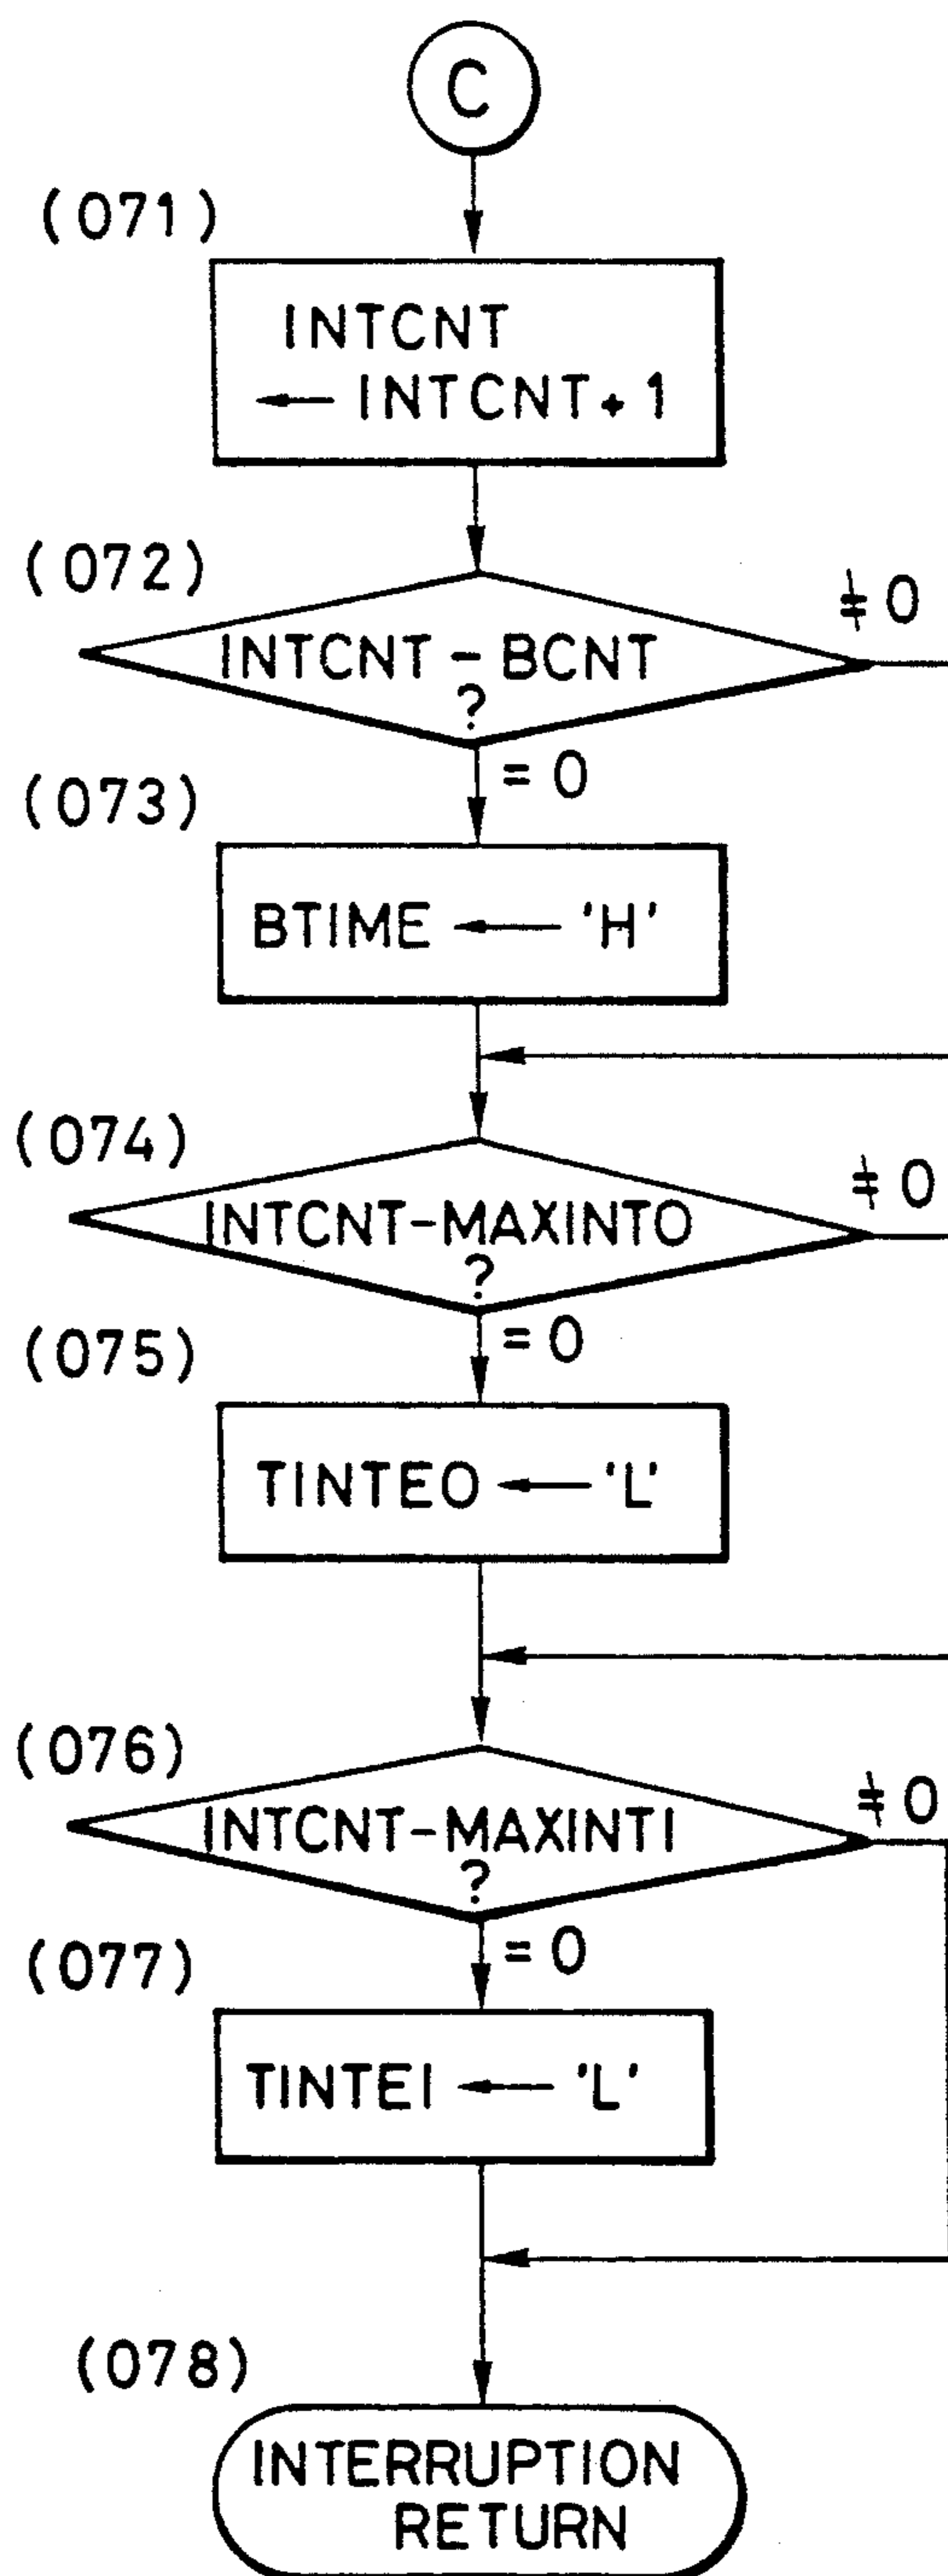 C
(071)
INTCNT
← INTCNT + 1
(072)
≠ 0
INTCNT - BCNT
?
= 0
(073)
BTIME ← 'H'
(074)
≠ 0
INTCNT-MAXINTO
?
= 0
(075)
TINTEO ← 'L'
(076)
≠ 0
INTCNT-MAXINTI
?
= 0
(077)
TINTEI ← 'L'
(078)
INTERRUPTION
RETURN